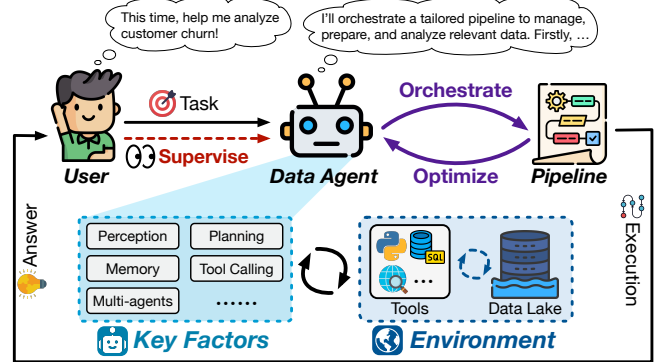 This time, help me analyze
customer churn!
I'll orchestrate a tailored pipeline to manage,
prepare, and analyze relevant data. Firstly, ...
Task
Supervise
Orchestrate
Optimize
User
Data Agent
Pipeline
Answer
Execution
Perception
Planning
Memory
Tool Calling
Multi-agents
......
Key Factors
SQL
...
Tools
Data Lake
Environment